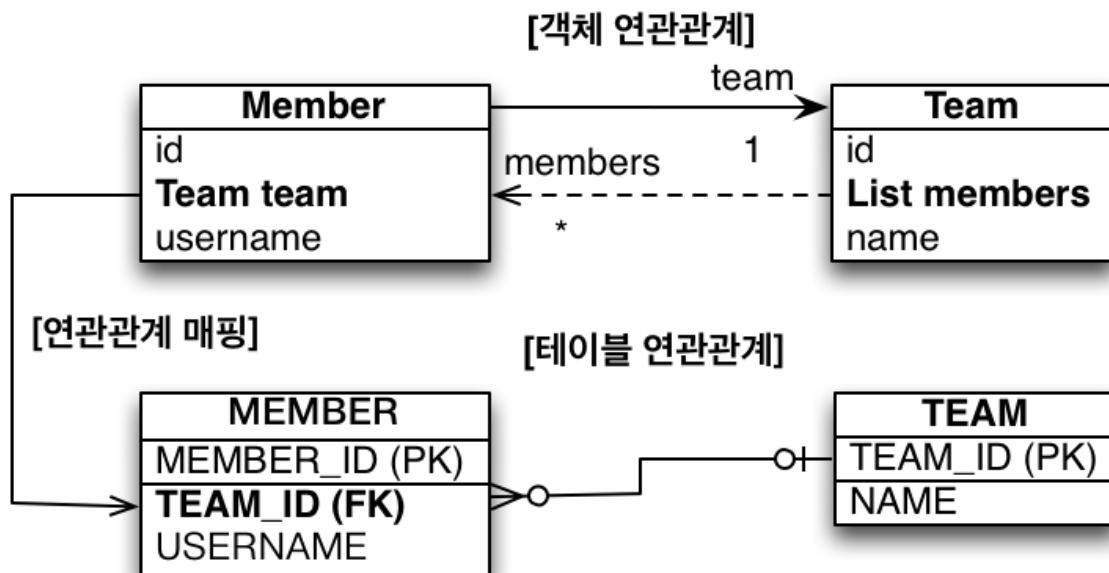 [객체 연관관계]
team
Member
Team
id
Team team
username
members
1
*
id
List members
name
[연관관계 매핑]
[테이블 연관관계]
MEMBER
MEMBER_ID (PK)
TEAM_ID (FK)
USERNAME
TEAM
TEAM_ID (PK)
NAME